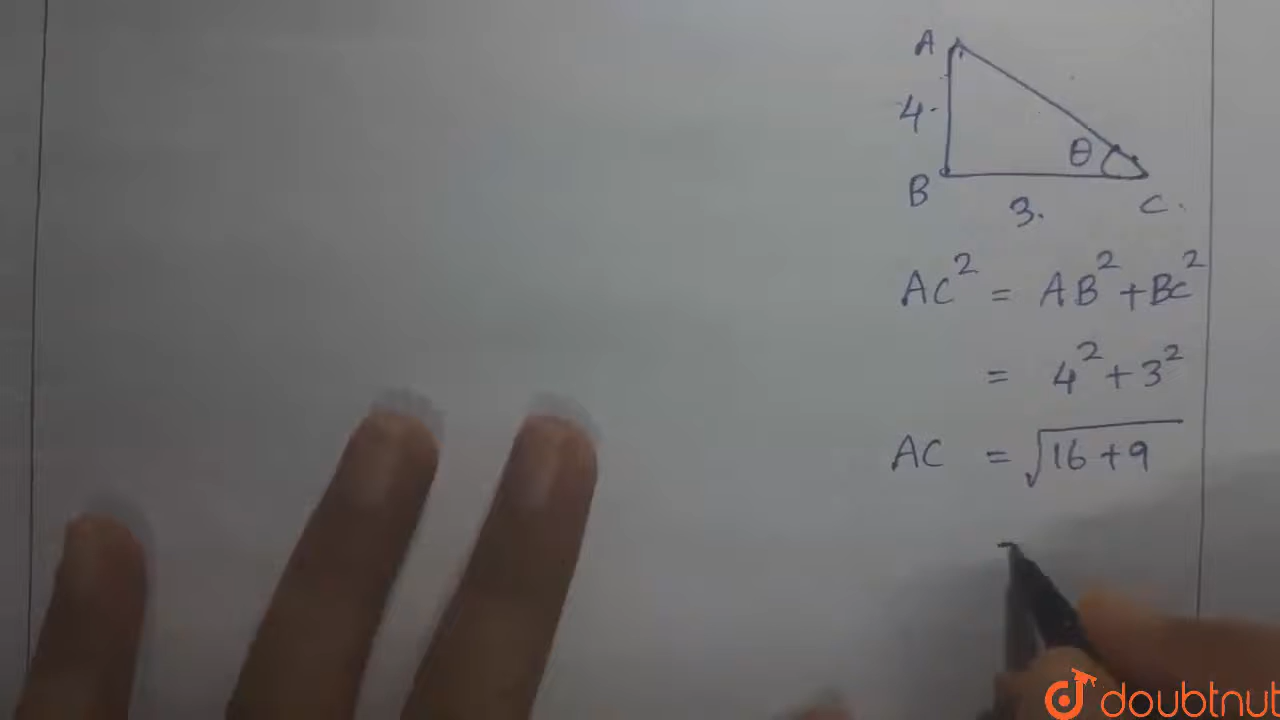 A
4.
θ
B
3.
C.
AC² = AB² + BC²
= 4² + 3²
AC = √16 + 9
doubtnut